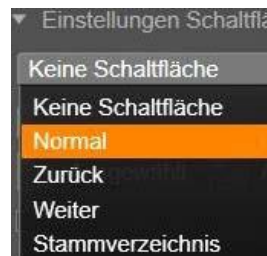 Einstellungen Schaltflä
Keine Schaltfläche
Keine Schaltfläche
Normal
Zurück
Weiter
Stammverzeichnis